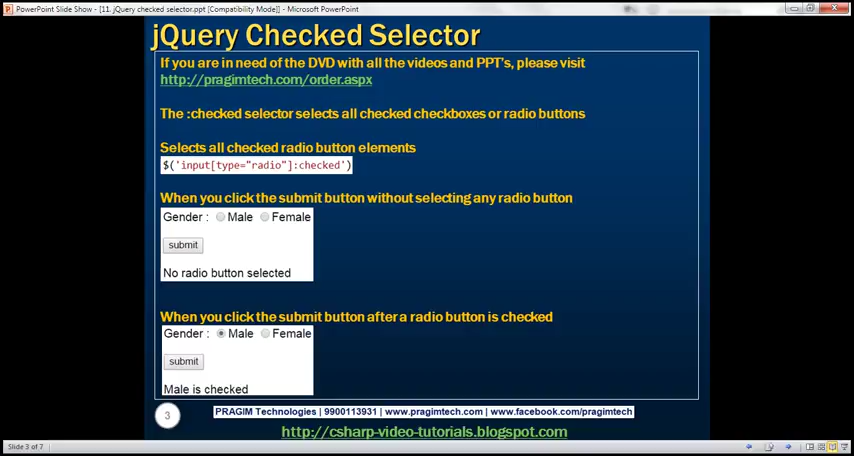 PowerPoint Slide Show - [11. jQuery checked selector.ppt [Compatibility Mode]] - Microsoft PowerPoint
jQuery Checked Selector
If you are in need of the DVD with all the videos and PPT's, please visit
http://pragimtech.com/order.aspx
The :checked selector selects all checked checkboxes or radio buttons
Selects all checked radio button elements
$('input[type="radio"]:checked')
When you click the submit button without selecting any radio button
Gender : Male Female
submit
No radio button selected
When you click the submit button after a radio button is checked
Gender : Male Female
submit
Male is checked
3
PRAGIM Technologies | 9900113931 | www.pragimtech.com | www.facebook.com/pragimtech
http://csharp-video-tutorials.blogspot.com
Slide 3 of 7